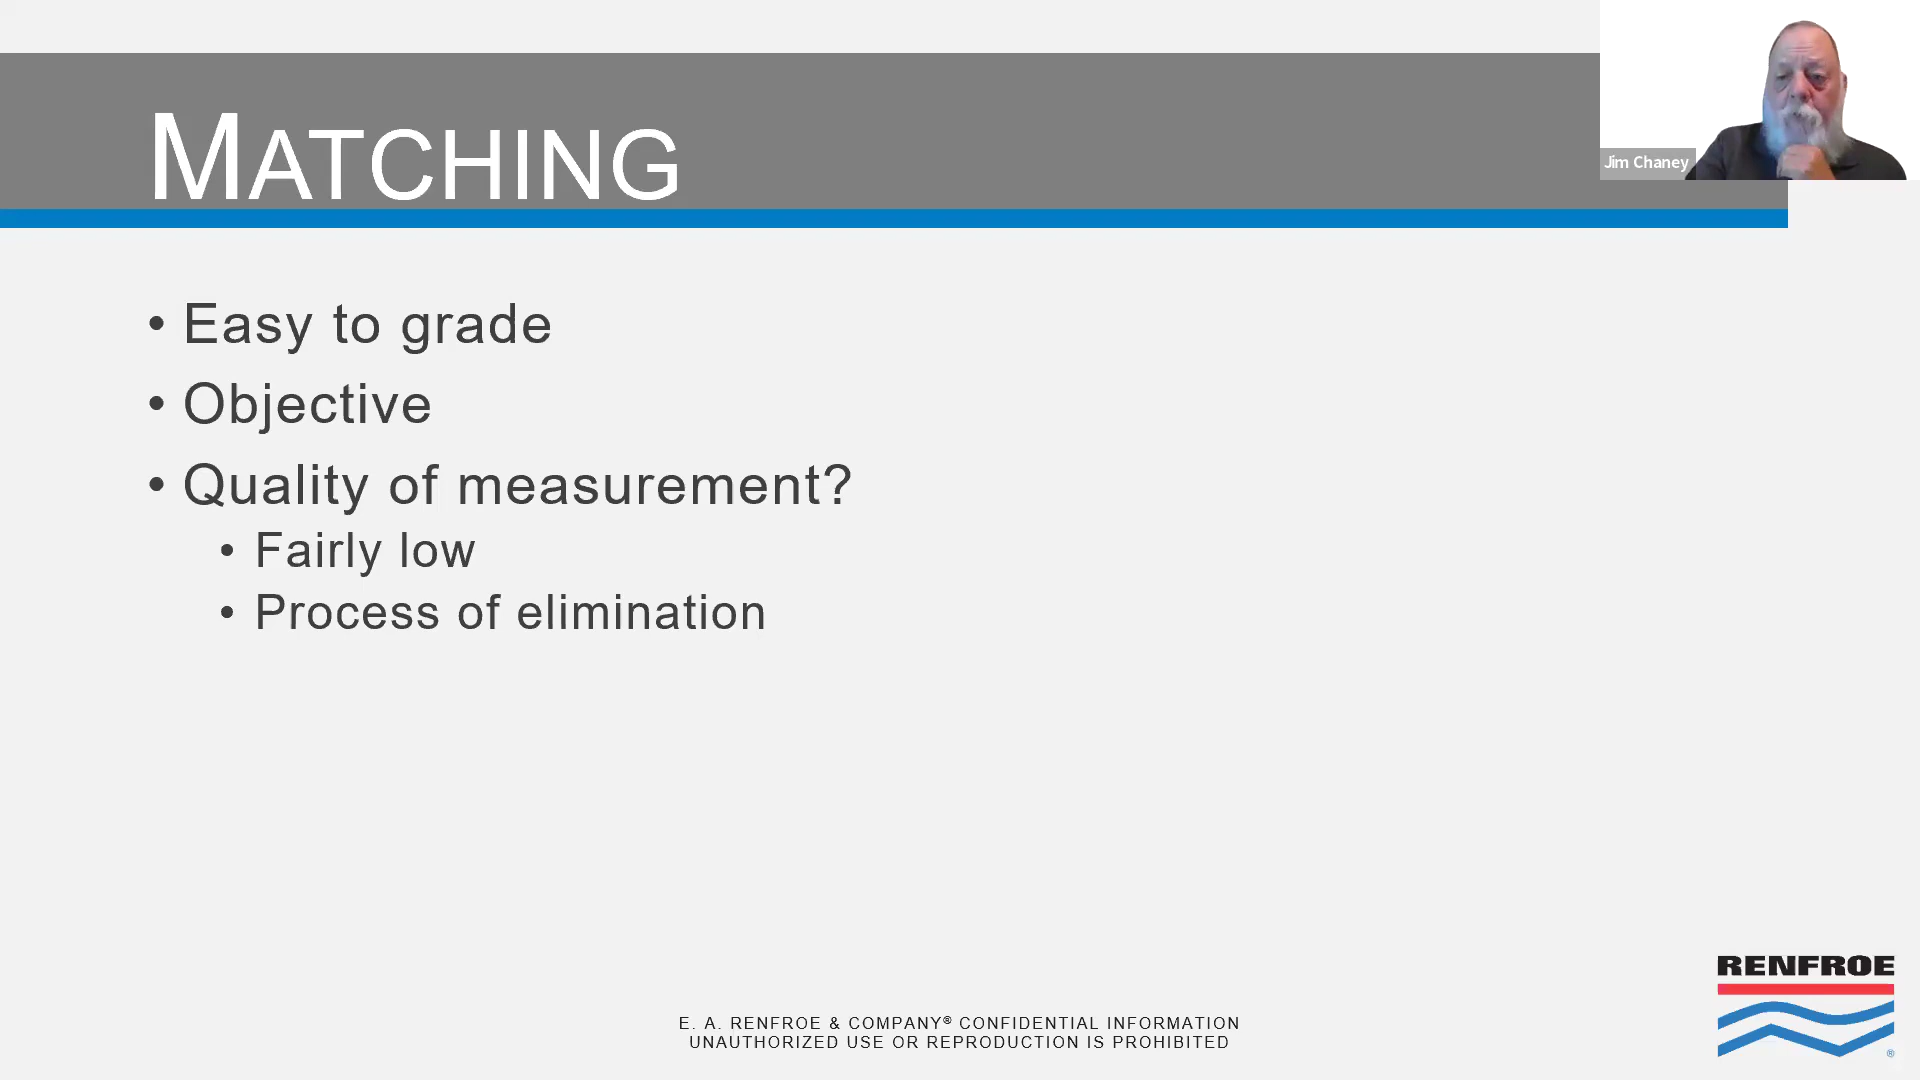 MATCHING
Jim Chaney
• Easy to grade
• Objective
• Quality of measurement?
• Fairly low
• Process of elimination
RENFROE
®
E. A. RENFROE & COMPANY® CONFIDENTIAL INFORMATION
UNAUTHORIZED USE OR REPRODUCTION IS PROHIBITED